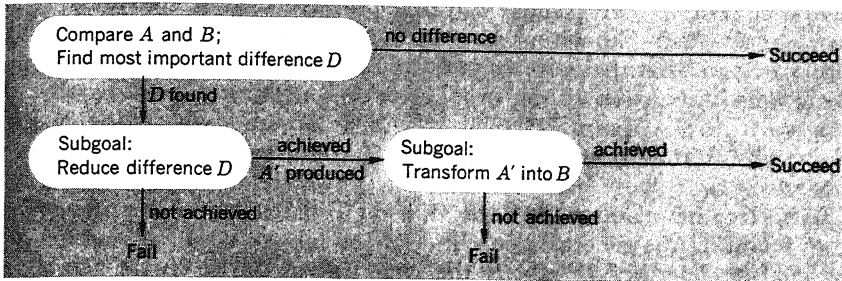 Compare A and B;
Find most important difference D
no difference
Succeed
D found
Subgoal:
Reduce difference D
achieved
A′ produced
Subgoal:
Transform A′ into B
achieved
Succeed
not achieved
Fail
not achieved
Fail